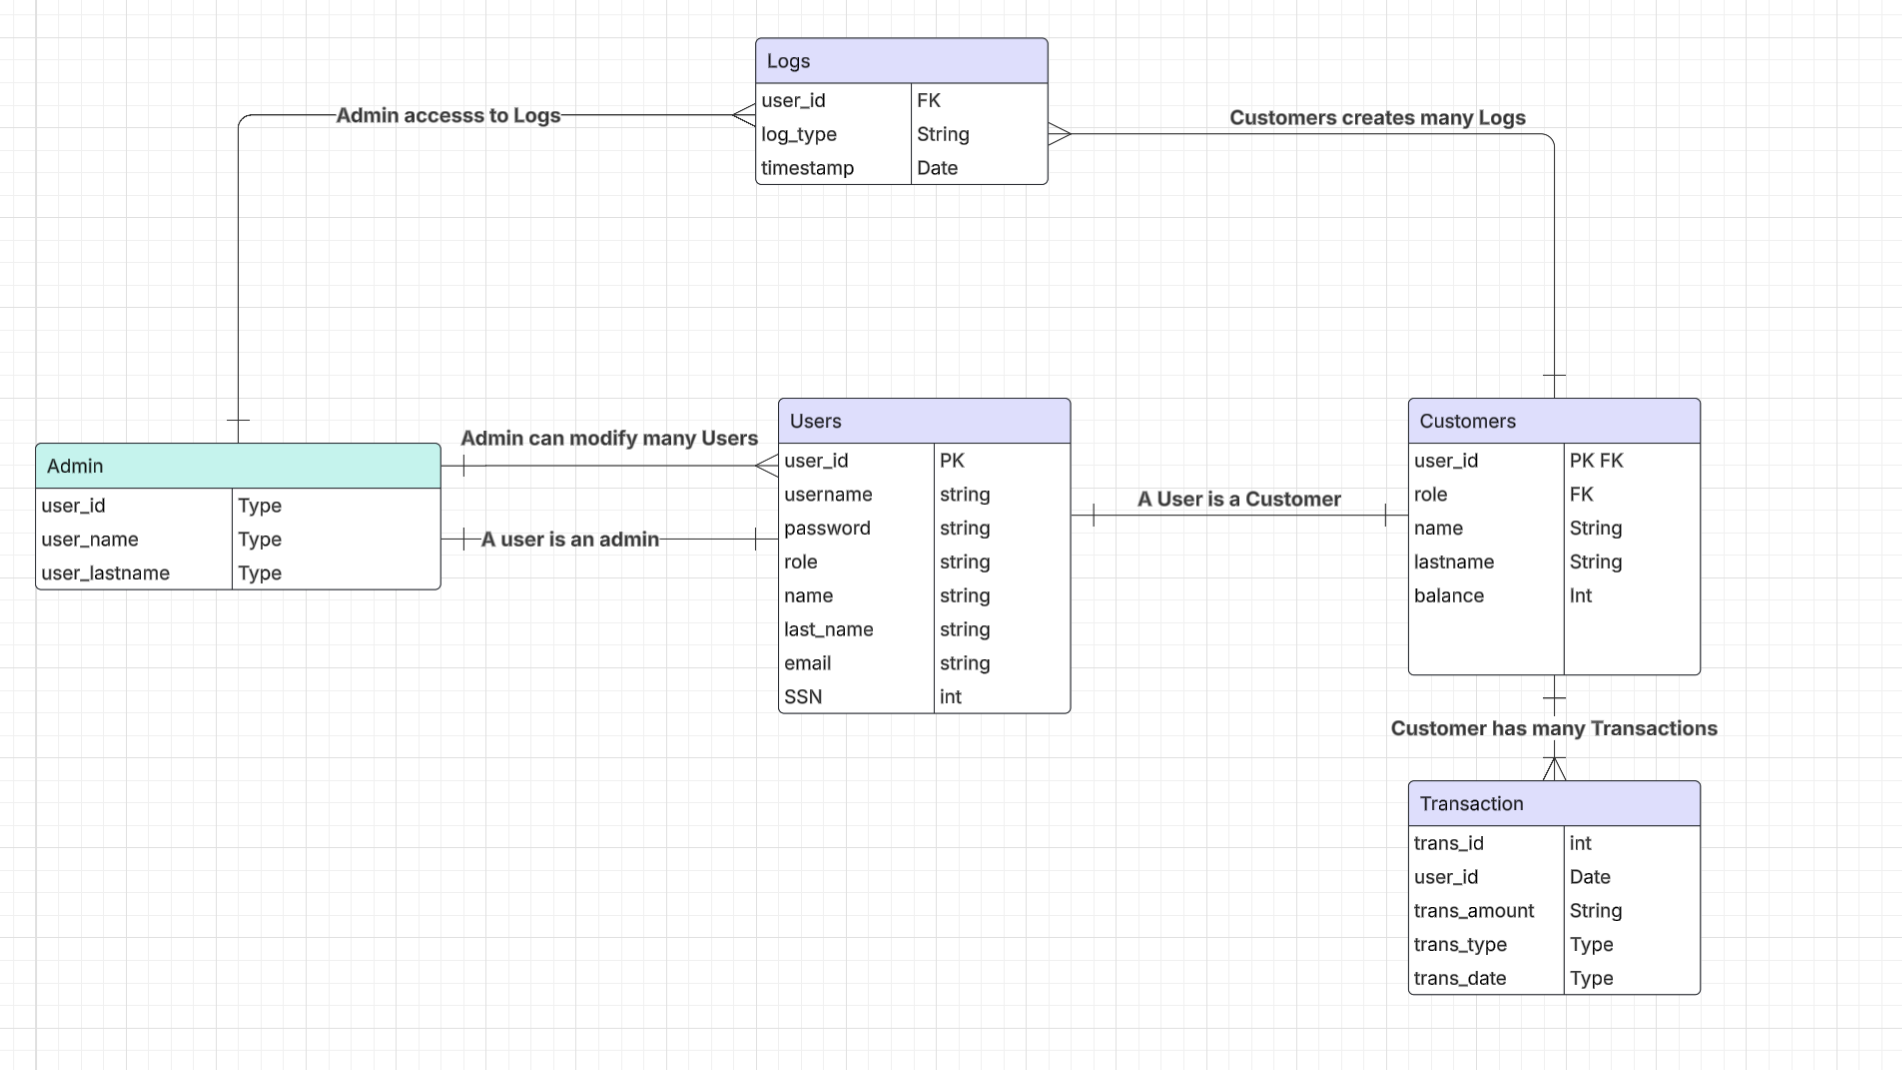 Logs
user_id FK
log_type String
timestamp Date
Admin accesss to Logs
Customers creates many Logs
Admin
user_id Type
user_name Type
user_lastname Type
Admin can modify many Users
A user is an admin
Users
user_id PK
username string
password string
role string
name string
last_name string
email string
SSN int
A User is a Customer
Customers
user_id PK FK
role FK
name String
lastname String
balance Int
Customer has many Transactions
Transaction
trans_id int
user_id Date
trans_amount String
trans_type Type
trans_date Type